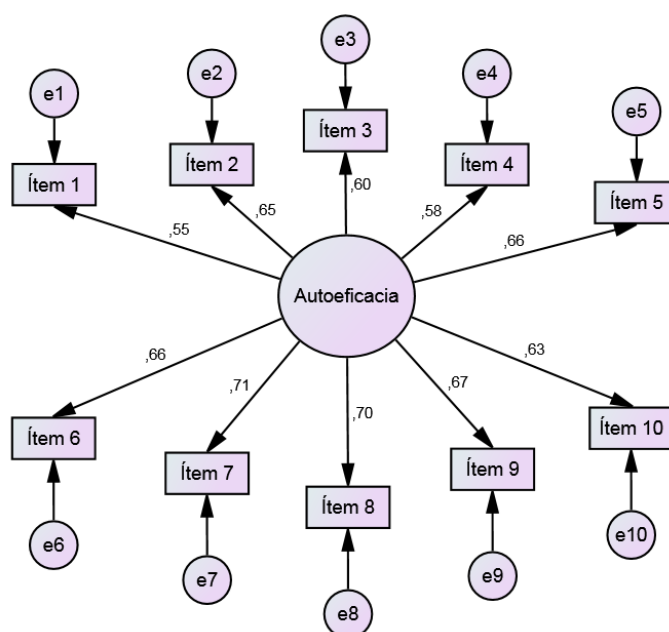 e3
e2
e4
e1
e5
Ítem 3
Ítem 2
Ítem 4
Ítem 1
Ítem 5
,60
,65
,58
,55
,66
Autoeficacia
,66
,71
,70
,67
,63
Ítem 6
Ítem 7
Ítem 8
Ítem 9
Ítem 10
e6
e7
e8
e9
e10